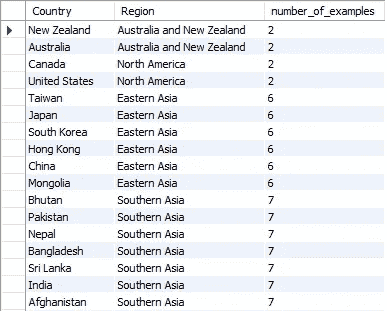 Country Region number_of_examples
New Zealand Australia and New Zealand 2
Australia Australia and New Zealand 2
Canada North America 2
United States North America 2
Taiwan Eastern Asia 6
Japan Eastern Asia 6
South Korea Eastern Asia 6
Hong Kong Eastern Asia 6
China Eastern Asia 6
Mongolia Eastern Asia 6
Bhutan Southern Asia 7
Pakistan Southern Asia 7
Nepal Southern Asia 7
Bangladesh Southern Asia 7
Sri Lanka Southern Asia 7
India Southern Asia 7
Afghanistan Southern Asia 7